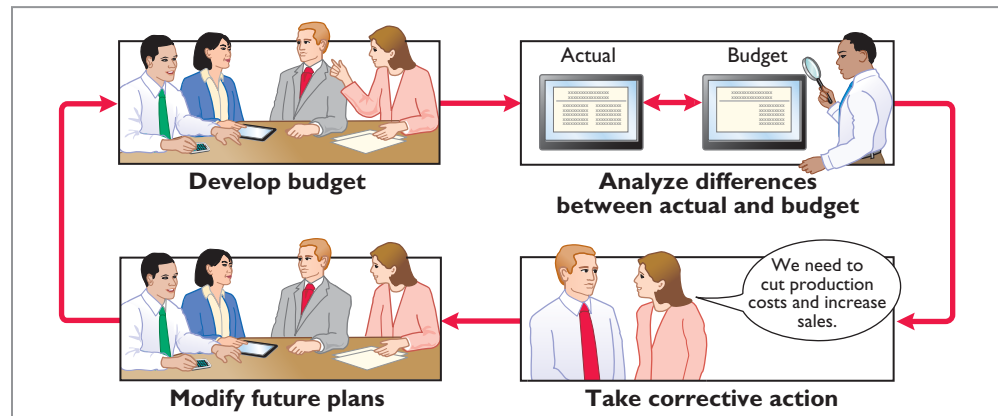 Actual
Budget
Develop budget
Analyze differences
between actual and budget
We need to
cut production
costs and increase
sales.
Modify future plans
Take corrective action